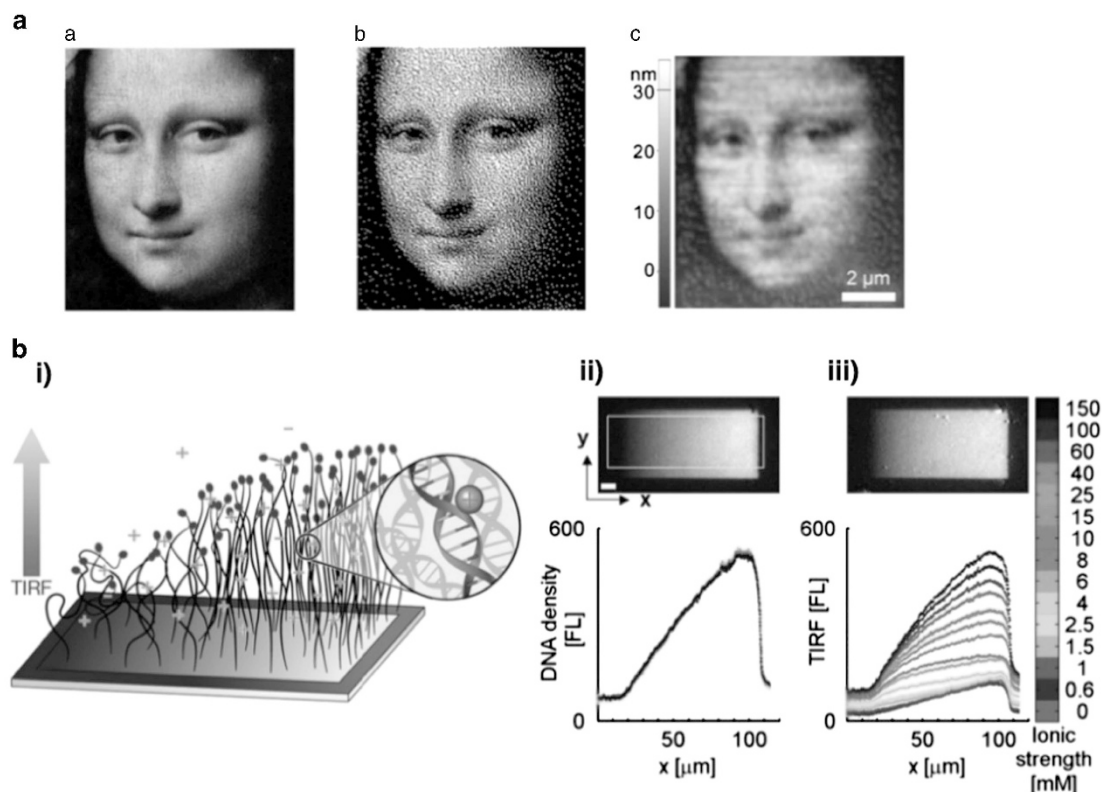 a
a
b
c
nm
30
20
10
0
2 µm
b
i)
TIRF
ii)
y
x
600
DNA density
[FL]
0
50
100
x [µm]
iii)
600
TIRF [FL]
0
50
100
x [µm]
150
100
60
40
25
15
10
8
6
4
2.5
1.5
1
0.6
0
Ionic
strength
[mM]